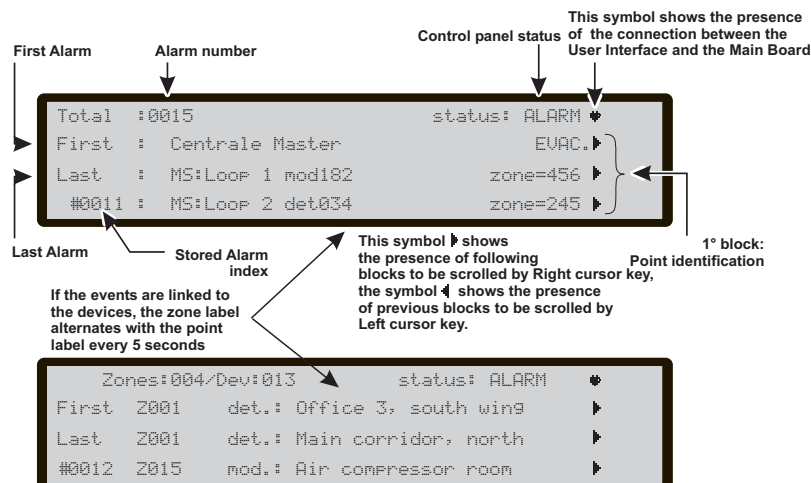 This symbol shows the presence
of the connection between the
User Interface and the Main Board
Control panel status
First Alarm
Alarm number
Total :0015 status: ALARM
First : Centrale Master EVAC.
Last : MS:Loop 1 mod182 zone=456
#0011 : MS:Loop 2 det034 zone=245
Last Alarm
Stored Alarm
index
This symbol shows
the presence of following
blocks to be scrolled by Right cursor key,
the symbol shows the presence
of previous blocks to be scrolled by
Left cursor key.
1° block:
Point identification
If the events are linked to
the devices, the zone label
alternates with the point
label every 5 seconds
Zones:004/Dev:013 status: ALARM
First Z001 det.: Office 3, south wing
Last Z001 det.: Main corridor, north
#0012 Z015 mod.: Air compressor room